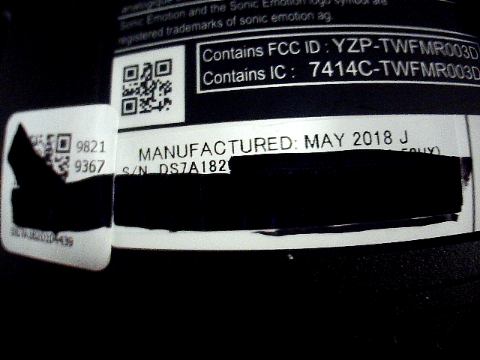 Sonic Emotion and the Sonic Emotion logo symbol are
registered trademarks of sonic emotion ag.
Contains FCC ID : YZP-TWFMR003D
Contains IC : 7414C-TWFMR003D
9821
9367
MANUFACTURED: MAY 2018 J
S/N DS7A182